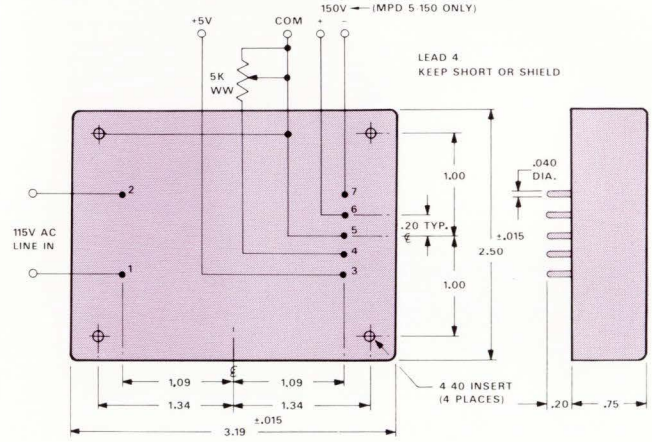 150V (MPD 5-150 ONLY)
+5V COM + -
5K
WW
LEAD 4
KEEP SHORT OR SHIELD
.040
DIA.
1.00
2
7
6
.20 TYP.
℄
5
±.015
2.50
115V AC
LINE IN
4
1
3
1.00
℄
1.09 1.09
4-40 INSERT
(4 PLACES)
1.34 1.34
.20 .75
±.015
3.19